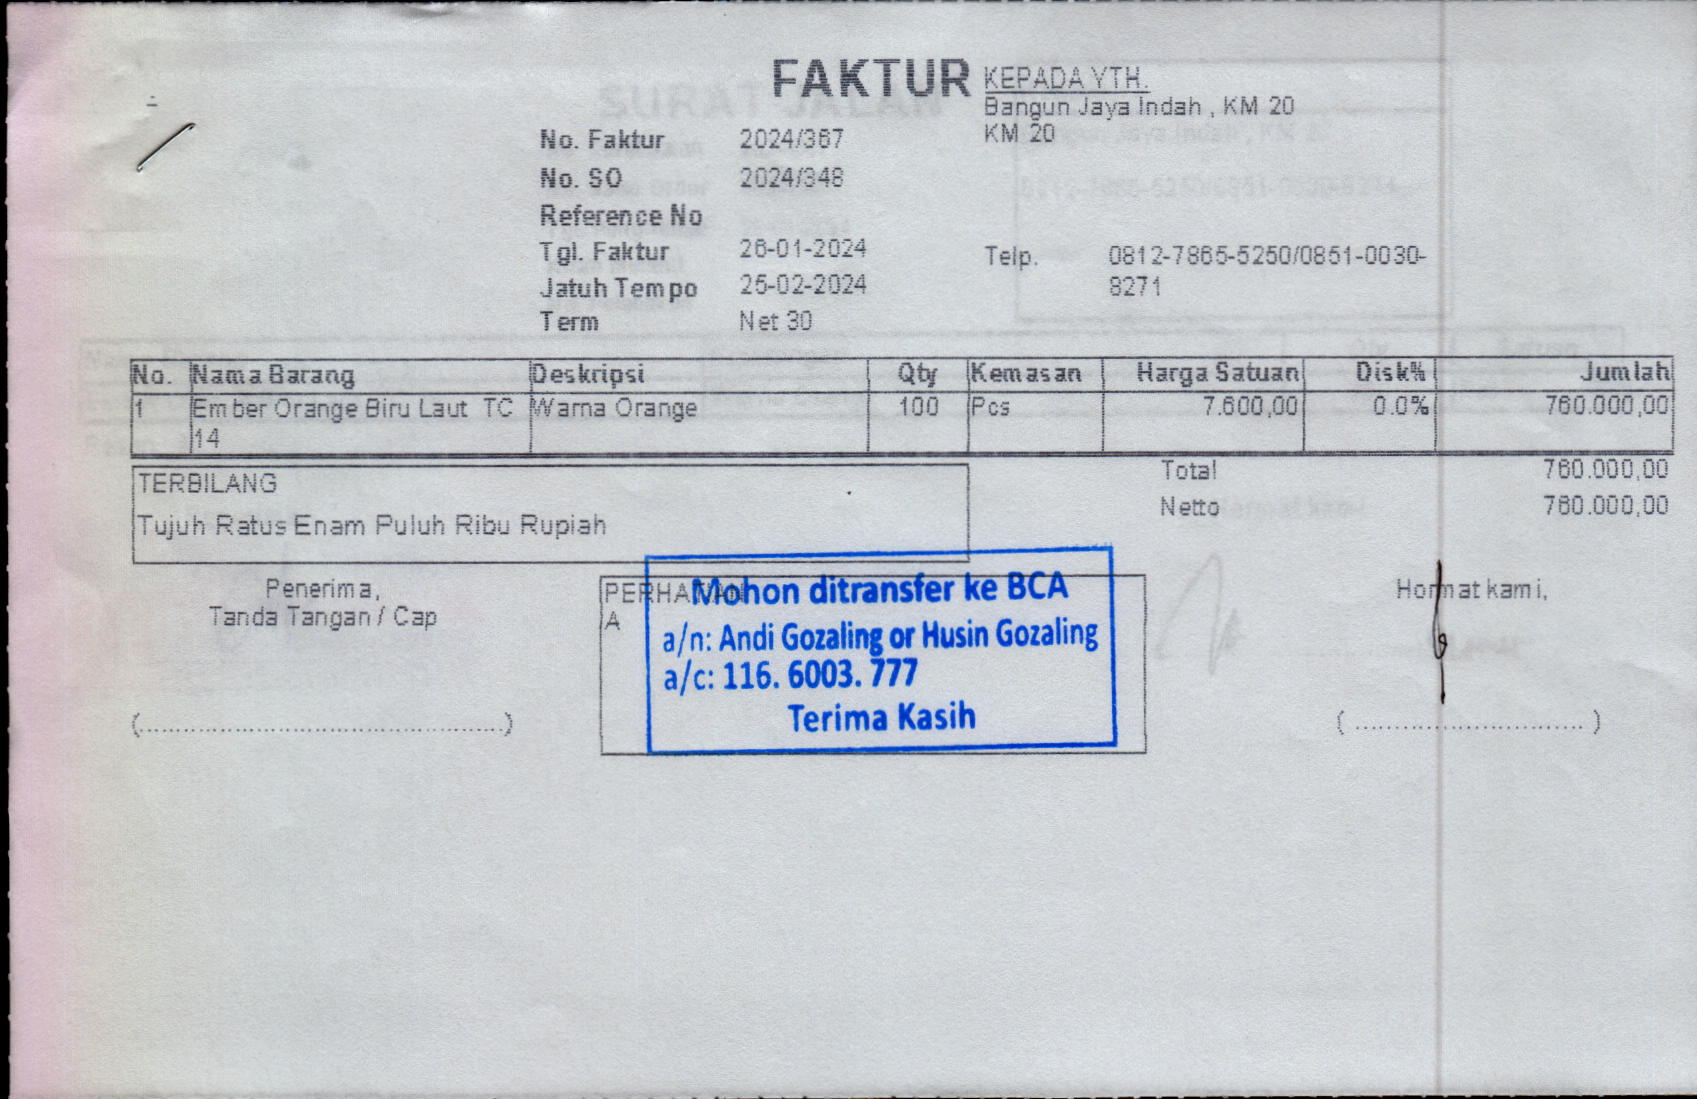 FAKTUR
KEPADA YTH.
Bangun Jaya Indah , KM 20
KM 20
No. Faktur 2024/367
No. SO 2024/348
Reference No
Tgl. Faktur 26-01-2024
Jatuh Tempo 25-02-2024
Term Net 30
Telp. 0812-7865-5250/0851-0030-
8271
No. Nama Barang Deskripsi Qty Kemasan Harga Satuan Disk% Jumlah
1 Ember Orange Biru Laut TC Warna Orange 100 Pcs 7.600,00 0.0% 760.000,00
14
Total 760.000,00
Netto 760.000,00
TERBILANG
Tujuh Ratus Enam Puluh Ribu Rupiah
Penerima,
Tanda Tangan / Cap
(..................................................)
PERHATIAN
A
Mohon ditransfer ke BCA
a/n: Andi Gozaling or Husin Gozaling
a/c: 116. 6003. 777
Terima Kasih
Hormat kami,
(...............................)
SURAT JALAN